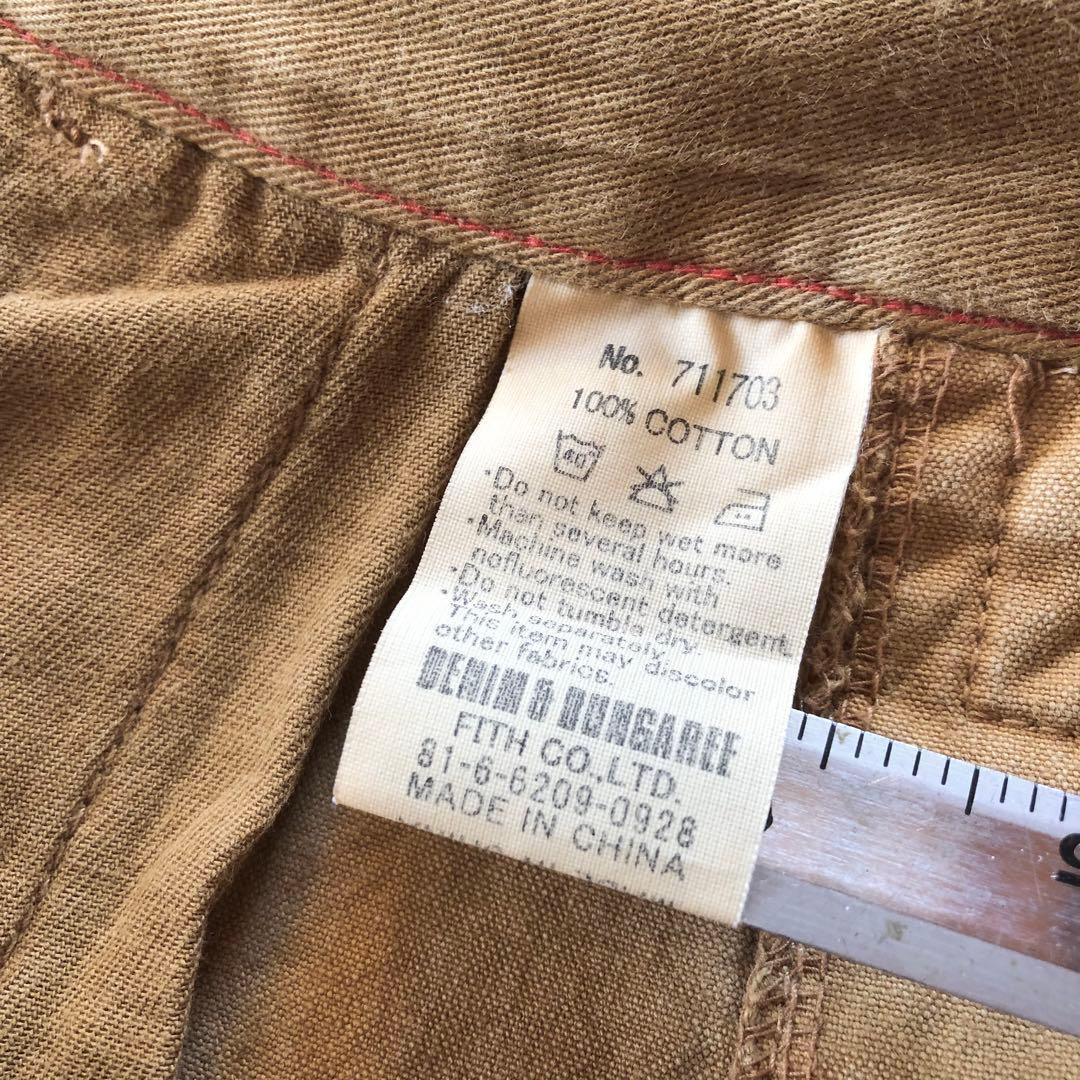 No. 711703
100% COTTON
40
·Do not keep wet more
than several hours.
·Machine wash with
nofluorescent detergent.
·Do not tumble dry.
·Wash separately.
This item may discolor
other fabrics.
DENIM & DUNGAREE
FITH CO.,LTD.
81-6-6209-0928
MADE IN CHINA